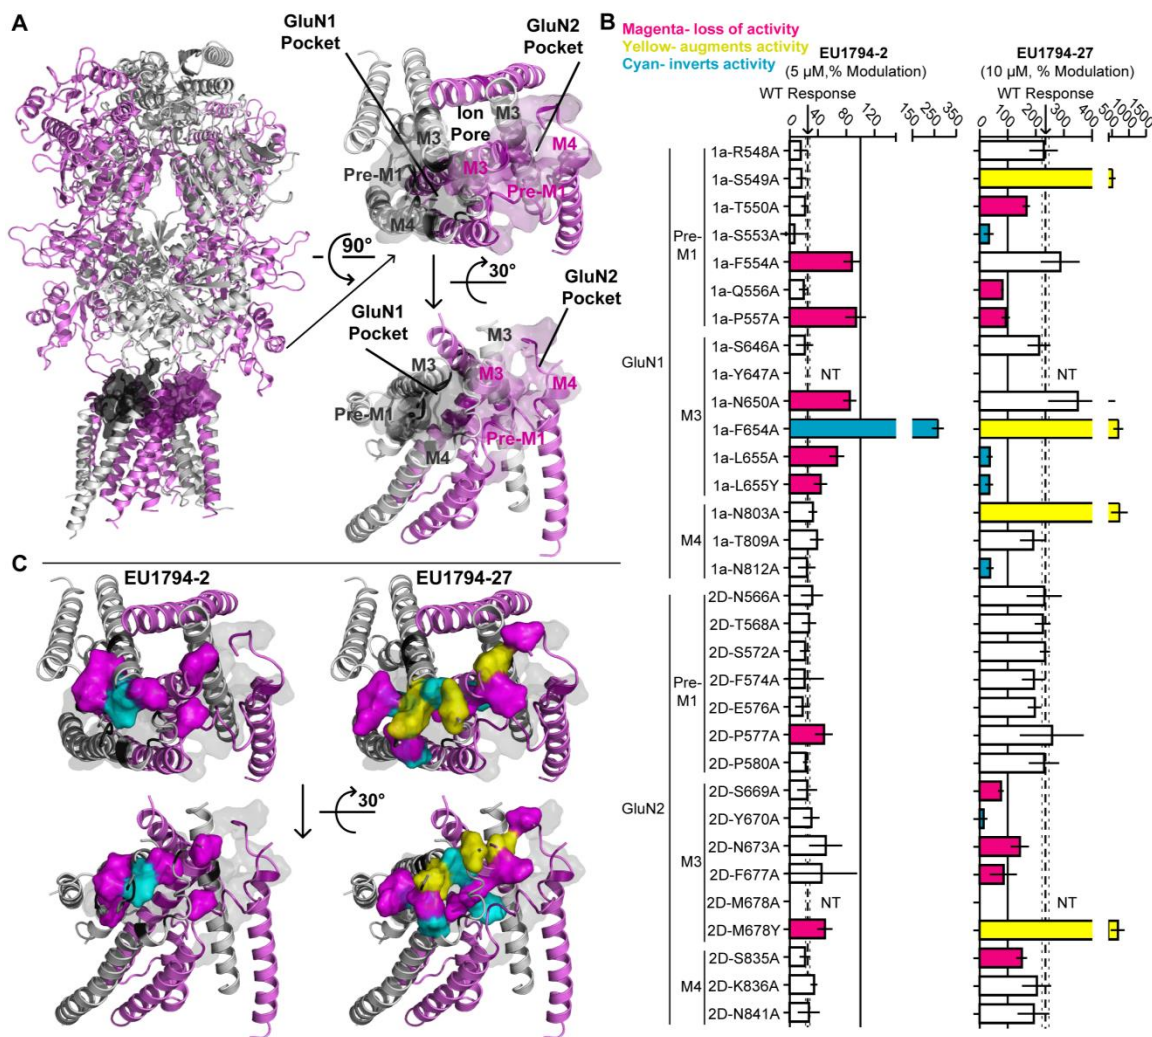 A
GluN1
Pocket
GluN2
Pocket
M3
Ion
Pore
M3
M4
M3
Pre-M1
Pre-M1
M4
90°
30°
GluN1
Pocket
GluN2
Pocket
M3
M3
M3
M4
Pre-M1
Pre-M1
M4
B
Magenta- loss of activity
Yellow- augments activity
Cyan- inverts activity
EU1794-2
(5 µM,% Modulation)
WT Response
0
40
80
120
150
250
350
EU1794-27
(10 µM, % Modulation)
WT Response
0
100
200
300
400
500
1000
1500
GluN1
Pre-
M1
1a-R548A
1a-S549A
1a-T550A
1a-S553A
1a-F554A
1a-Q556A
1a-P557A
M3
1a-S646A
1a-Y647A NT NT
1a-N650A
1a-F654A
1a-L655A
1a-L655Y
M4
1a-N803A
1a-T809A
1a-N812A
GluN2
Pre-
M1
2D-N566A
2D-T568A
2D-S572A
2D-F574A
2D-E576A
2D-P577A
2D-P580A
M3
2D-S669A
2D-Y670A
2D-N673A
2D-F677A
2D-M678A NT NT
2D-M678Y
M4
2D-S835A
2D-K836A
2D-N841A
C
EU1794-2
EU1794-27
30°